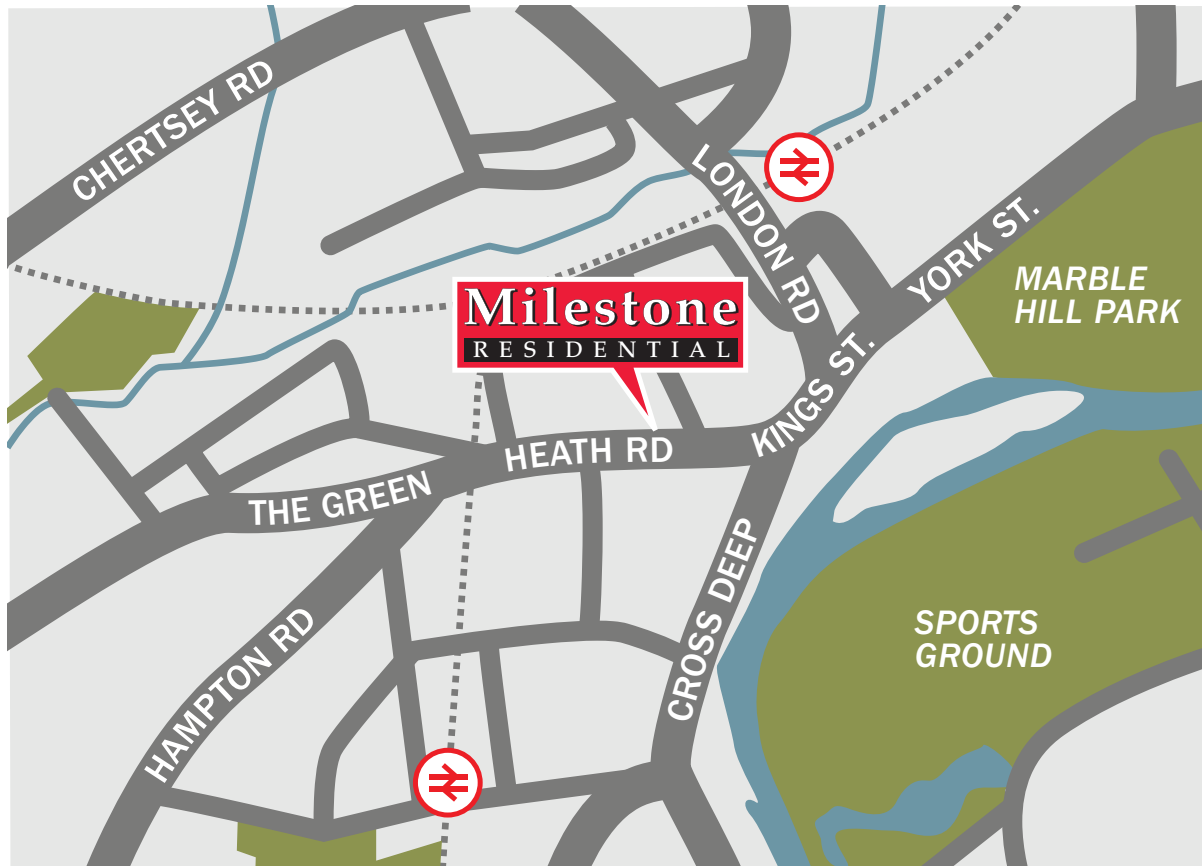 CHERTSEY RD
LONDON RD
YORK ST.
MARBLE
HILL PARK
Milestone
RESIDENTIAL
KINGS ST.
HEATH RD
THE GREEN
CROSS DEEP
SPORTS
GROUND
HAMPTON RD